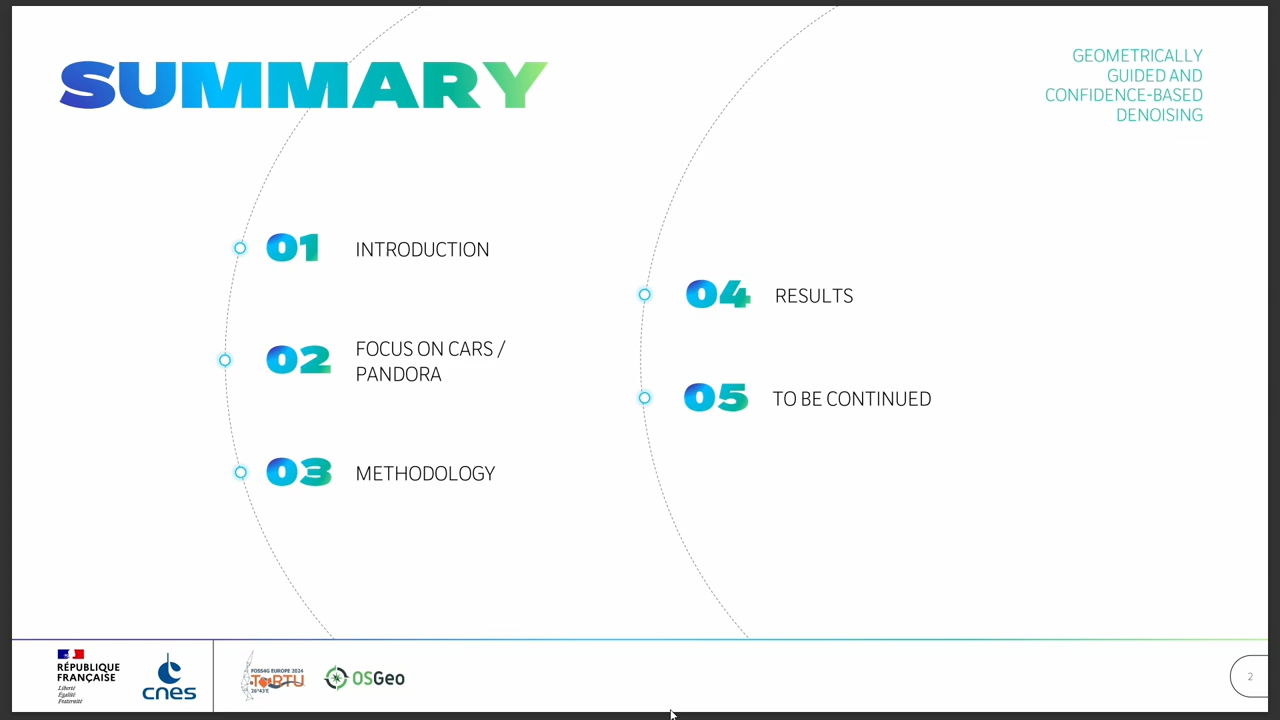 SUMMARY
GEOMETRICALLY
GUIDED AND
CONFIDENCE-BASED
DENOISING
01 INTRODUCTION
02 FOCUS ON CARS /
PANDORA
03 METHODOLOGY
04 RESULTS
05 TO BE CONTINUED
RÉPUBLIQUE
FRANÇAISE
Liberté
Égalité
Fraternité
cnes
FOSS4G EUROPE 2024
TARTU
26°43'E
OSGeo
2